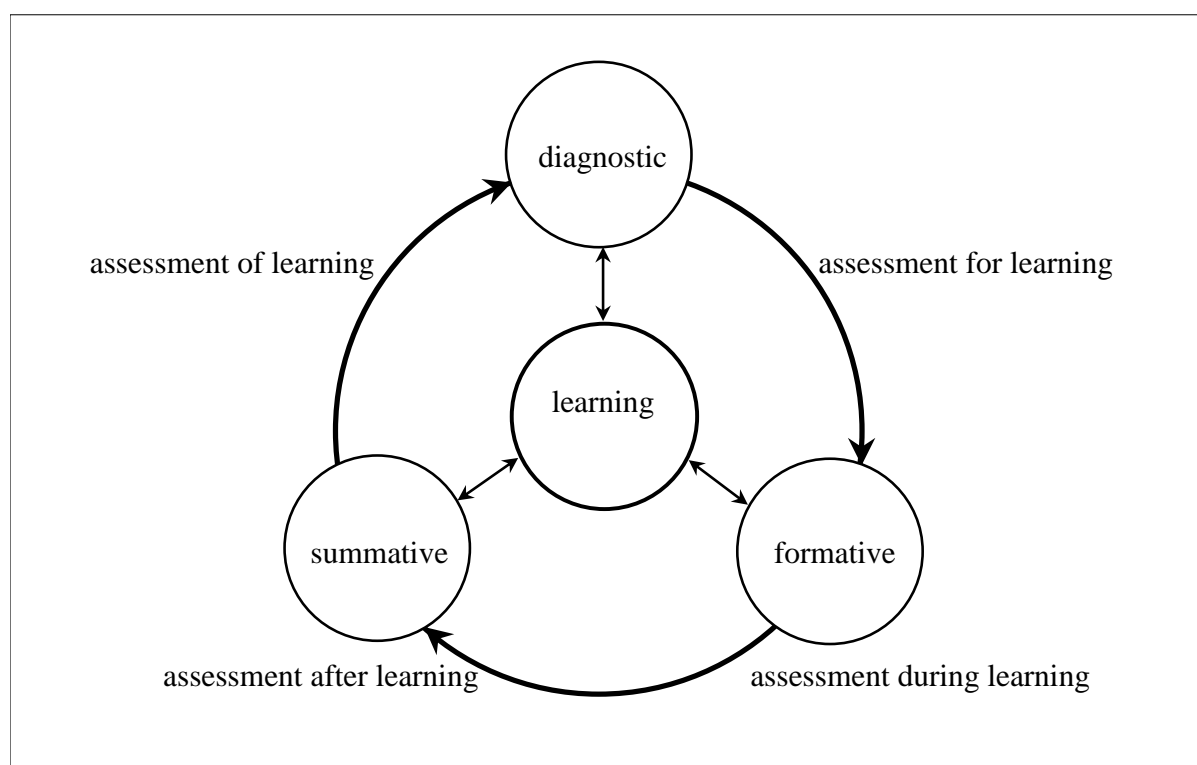 diagnostic
assessment of learning
assessment for learning
learning
summative
formative
assessment after learning
assessment during learning